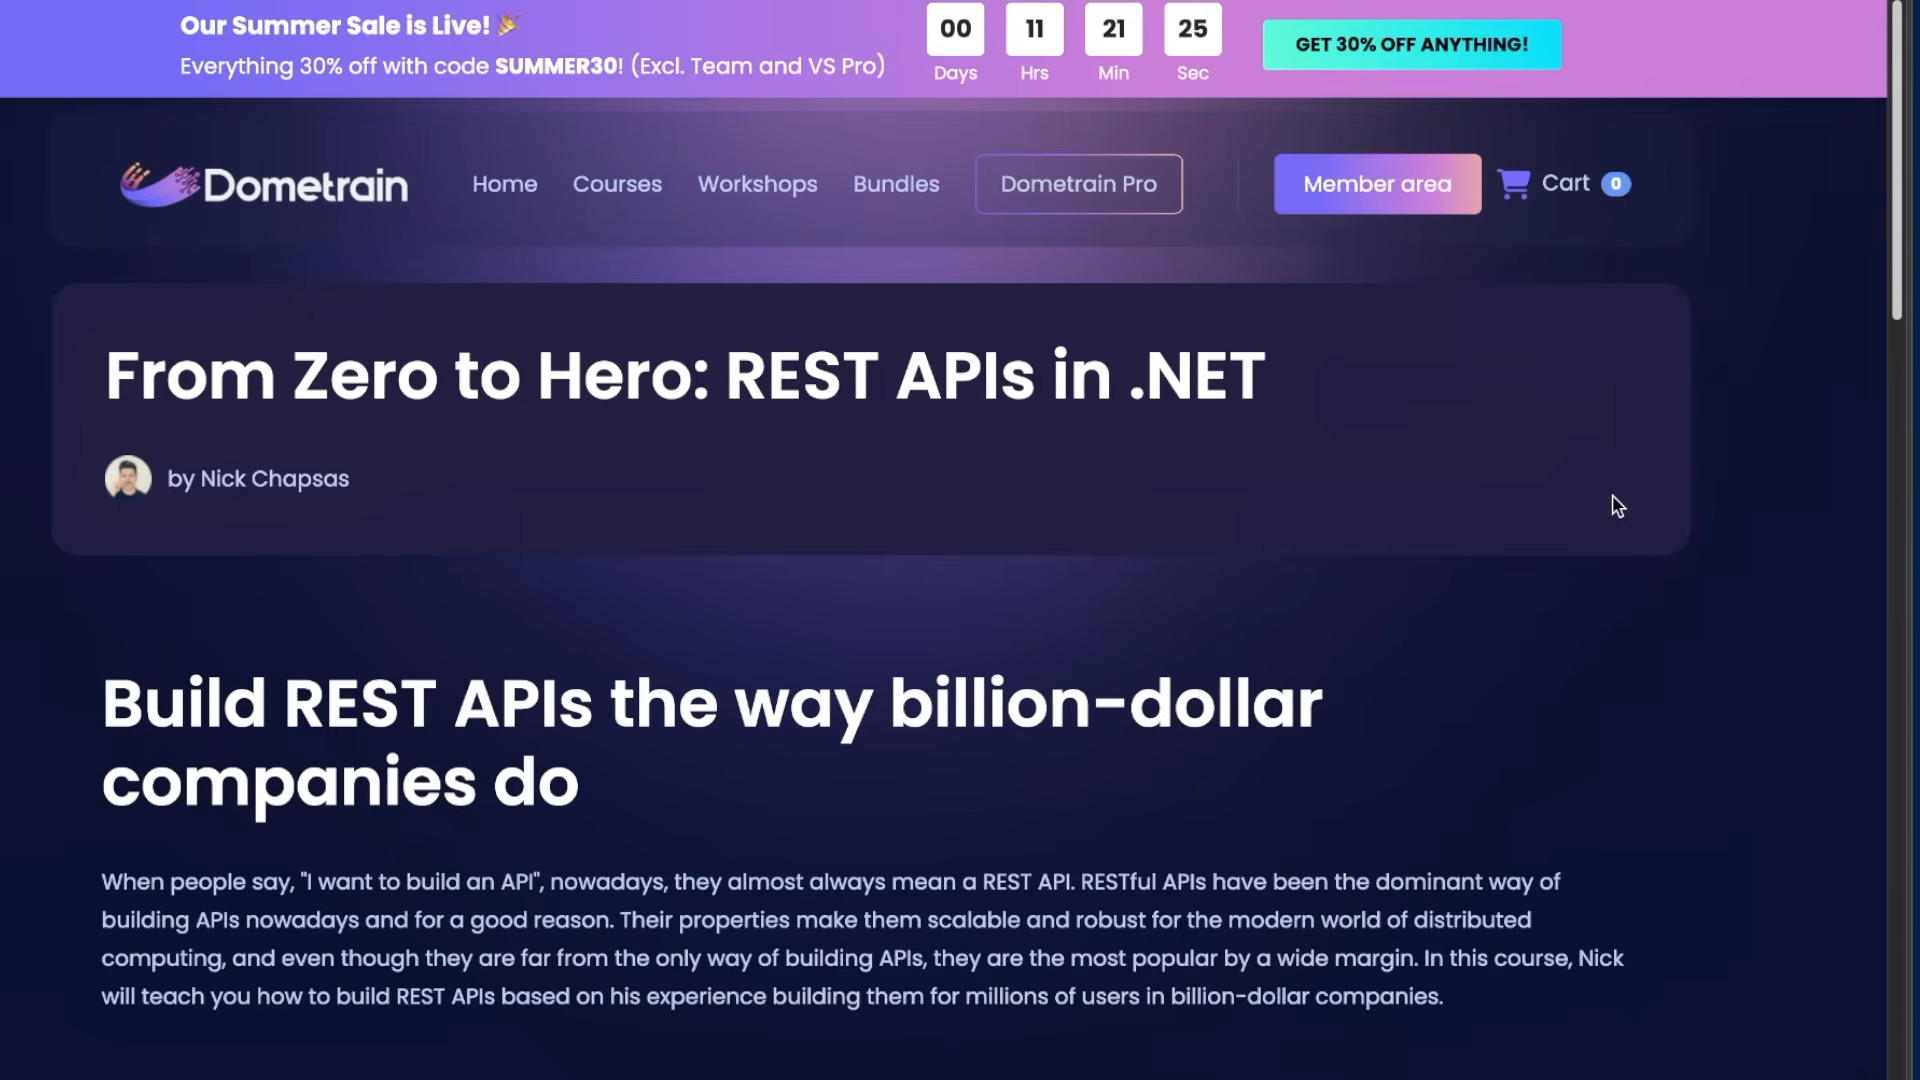 Our Summer Sale is Live! 🎉
Everything 30% off with code SUMMER30! (Excl. Team and VS Pro)
00 11 21 25
Days Hrs Min Sec
GET 30% OFF ANYTHING!
Dometrain
Home Courses Workshops Bundles Dometrain Pro Member area Cart 0
From Zero to Hero: REST APIs in .NET
by Nick Chapsas
Build REST APIs the way billion-dollar
companies do
When people say, "I want to build an API", nowadays, they almost always mean a REST API. RESTful APIs have been the dominant way of
building APIs nowadays and for a good reason. Their properties make them scalable and robust for the modern world of distributed
computing, and even though they are far from the only way of building APIs, they are the most popular by a wide margin. In this course, Nick
will teach you how to build REST APIs based on his experience building them for millions of users in billion-dollar companies.